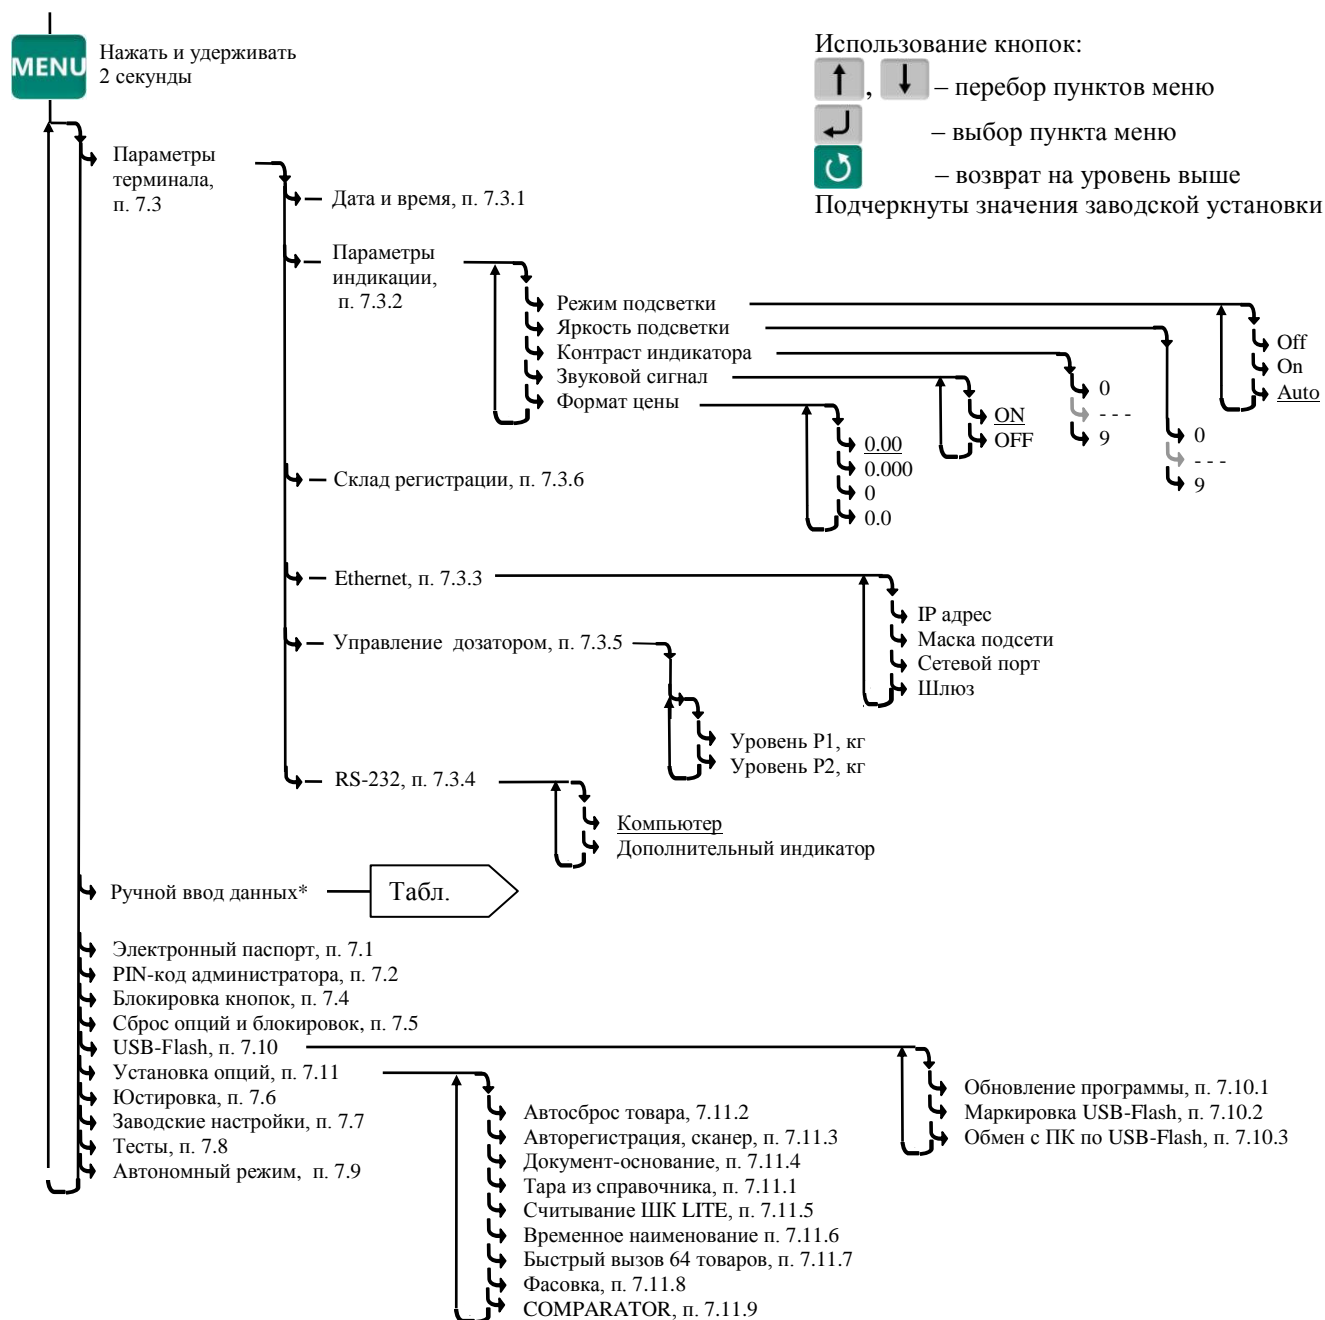 MENU
Нажать и удерживать
2 секунды
Использование кнопок:
, – перебор пунктов меню
– выбор пункта меню
– возврат на уровень выше
Подчеркнуты значения заводской установки
Параметры
терминала,
п. 7.3
Дата и время, п. 7.3.1
Параметры
индикации,
п. 7.3.2
Режим подсветки
Яркость подсветки
Контраст индикатора
Звуковой сигнал
Формат цены
Off
On
Auto
0
- - -
9
0
- - -
9
ON
OFF
0.00
0.000
0
0.0
Склад регистрации, п. 7.3.6
Ethernet, п. 7.3.3
IP адрес
Маска подсети
Сетевой порт
Шлюз
Управление дозатором, п. 7.3.5
Уровень P1, кг
Уровень P2, кг
RS-232, п. 7.3.4
Компьютер
Дополнительный индикатор
Ручной ввод данных*
Табл.
Электронный паспорт, п. 7.1
PIN-код администратора, п. 7.2
Блокировка кнопок, п. 7.4
Сброс опций и блокировок, п. 7.5
USB-Flash, п. 7.10
Установка опций, п. 7.11
Юстировка, п. 7.6
Заводские настройки, п. 7.7
Тесты, п. 7.8
Автономный режим, п. 7.9
Обновление программы, п. 7.10.1
Маркировка USB-Flash, п. 7.10.2
Обмен с ПК по USB-Flash, п. 7.10.3
Автосброс товара, 7.11.2
Авторегистрация, сканер, п. 7.11.3
Документ-основание, п. 7.11.4
Тара из справочника, п. 7.11.1
Считывание ШК LITE, п. 7.11.5
Временное наименование п. 7.11.6
Быстрый вызов 64 товаров, п. 7.11.7
Фасовка, п. 7.11.8
COMPARATOR, п. 7.11.9